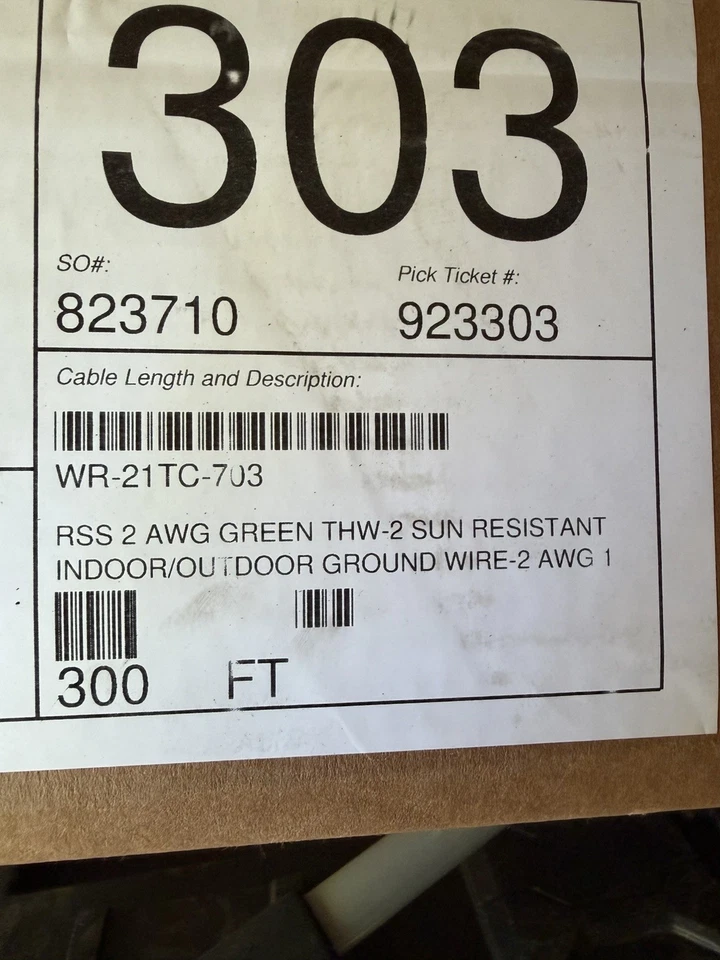 303
SO#:
Pick Ticket #:
823710
923303
Cable Length and Description:
WR-21TC-703
RSS 2 AWG GREEN THW-2 SUN RESISTANT
INDOOR/OUTDOOR GROUND WIRE-2 AWG 1
300 FT